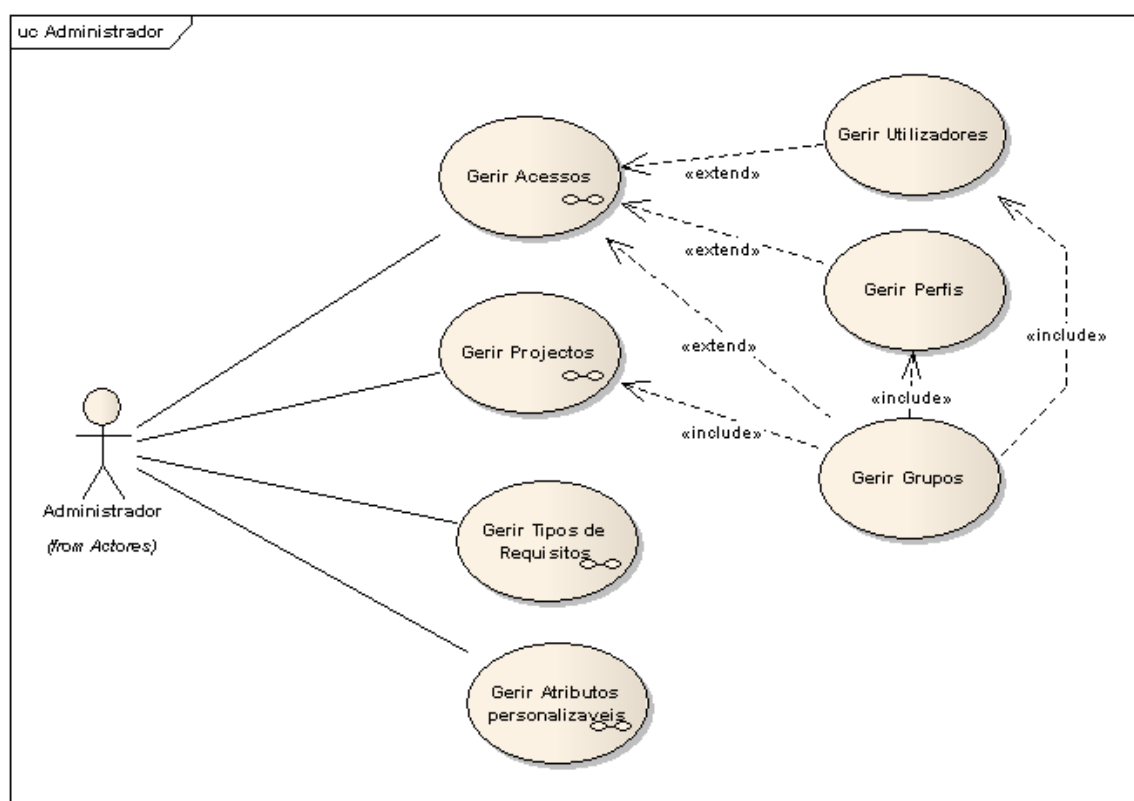 uc Administrador
Gerir Utilizadores
Gerir Acessos
«extend»
«extend»
Gerir Perfis
«include»
Gerir Projectos
«extend»
«include»
«include»
Gerir Grupos
Administrador
(from Actores)
Gerir Tipos de
Requisitos
Gerir Atributos
personalizaveis